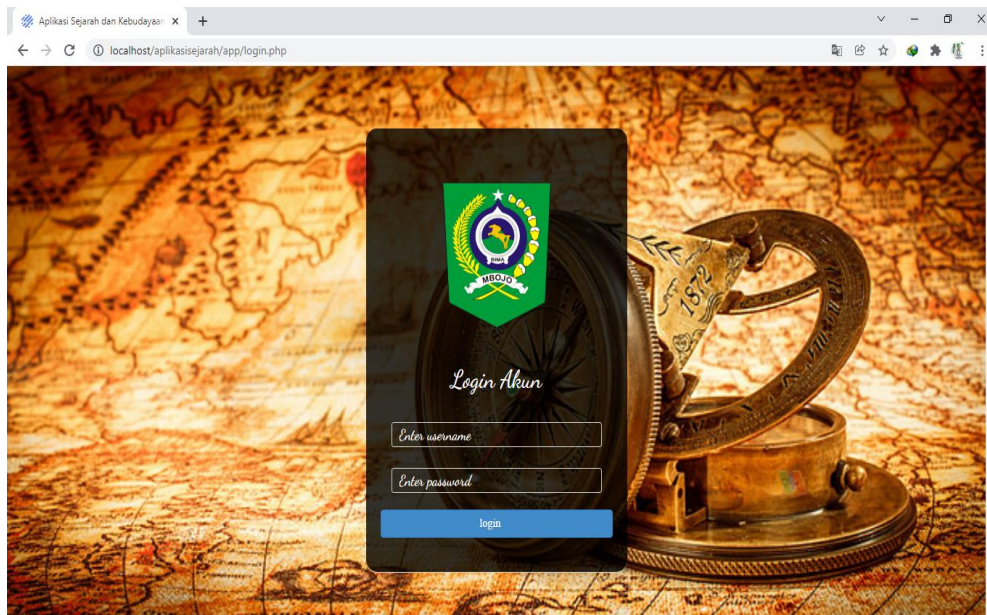 Aplikasi Sejarah dan Kebudayaan
localhost/aplikasisejarah/app/login.php
BIMA
MBOJO
1872
Login Akun
Enter username
Enter password
login